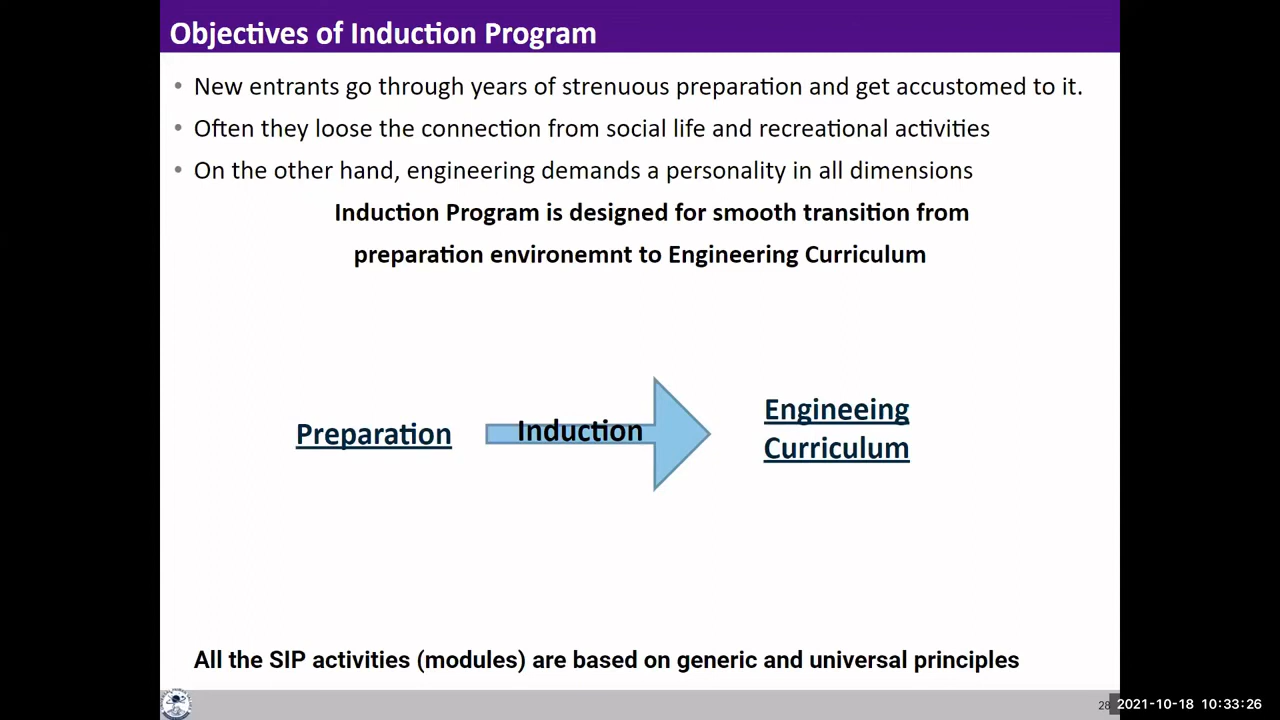 Objectives of Induction Program
• New entrants go through years of strenuous preparation and get accustomed to it.
• Often they loose the connection from social life and recreational activities
• On the other hand, engineering demands a personality in all dimensions
Induction Program is designed for smooth transition from
preparation environemnt to Engineering Curriculum
Preparation
Induction
Engineeing
Curriculum
All the SIP activities (modules) are based on generic and universal principles
28
2021-10-18 10:33:26